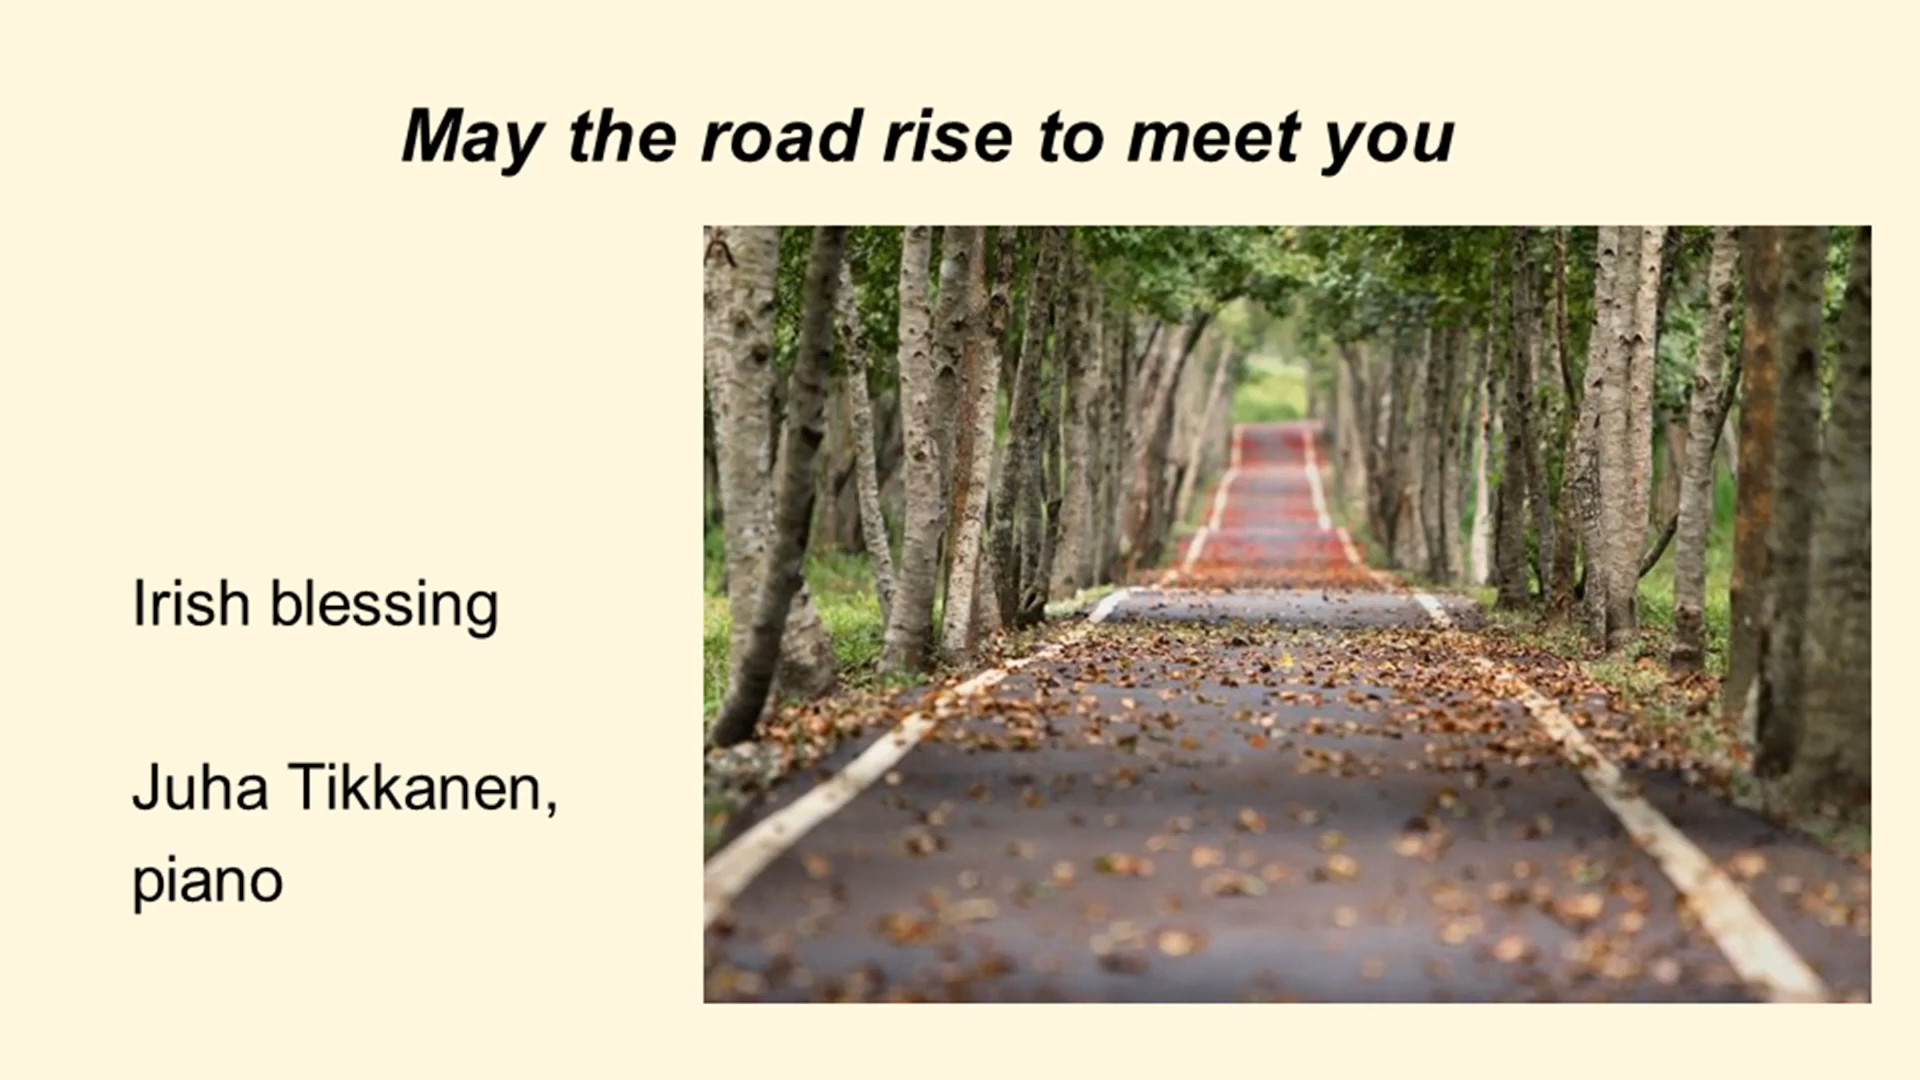 May the road rise to meet you
Irish blessing
Juha Tikkanen,
piano